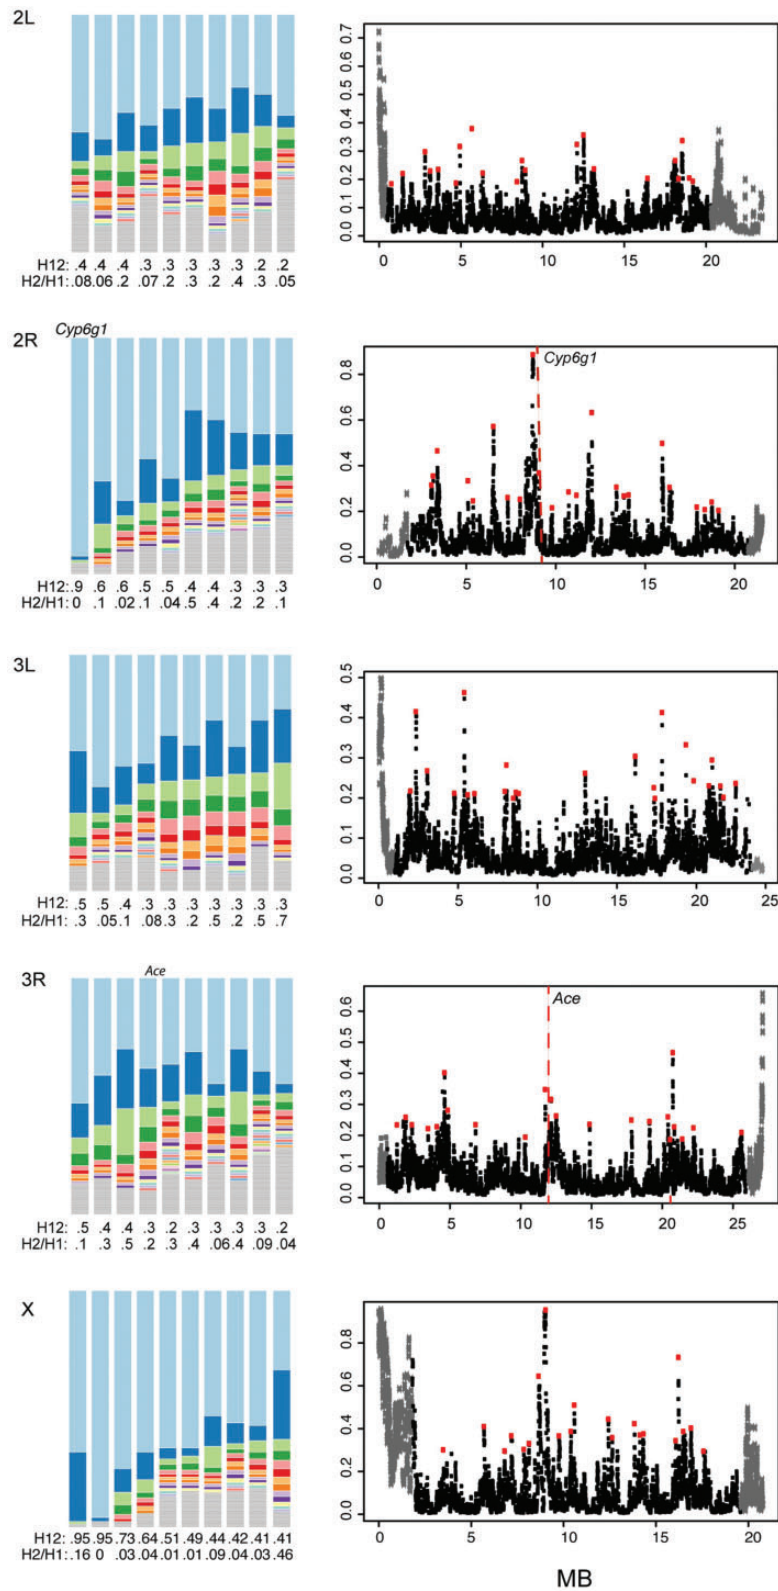 2L
H12: .4 .4 .4 .3 .3 .3 .3 .3 .2 .2
H2/H1: .08 .06 .2 .07 .2 .3 .2 .4 .3 .05
0.7
0.6
0.5
0.4
0.3
0.2
0.1
0.0
0 5 10 15 20
2R
Cyp6g1
H12: .9 .6 .6 .5 .5 .4 .4 .3 .3 .3
H2/H1: 0 .1 .02 .1 .04 .5 .4 .2 .2 .1
Cyp6g1
0.8
0.6
0.4
0.2
0.0
0 5 10 15 20
3L
H12: .5 .5 .4 .3 .3 .3 .3 .3 .3 .3
H2/H1: .3 .05 .1 .08 .3 .2 .5 .2 .5 .7
0.5
0.4
0.3
0.2
0.1
0.0
0 5 10 15 20 25
3R
Ace
H12: .5 .4 .4 .3 .2 .3 .3 .3 .3 .2
H2/H1: .1 .3 .5 .2 .3 .4 .06 .4 .09 .04
Ace
0.6
0.5
0.4
0.3
0.2
0.1
0.0
0 5 10 15 20 25
X
H12: .95 .95 .73 .64 .51 .49 .44 .42 .41 .41
H2/H1: .16 0 .03 .04 .01 .01 .09 .04 .03 .46
0.8
0.6
0.4
0.2
0.0
0 5 10 15 20
MB